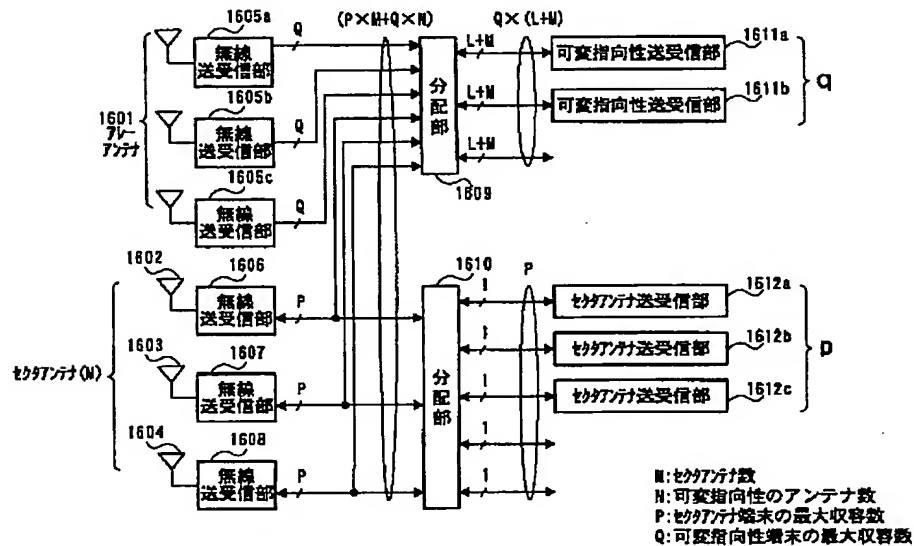 1605a
無線
送受信部
Q
(P×M+Q×N)
Q×(L+M)
L+M
可変指向性送受信部
1611a
1605b
無線
送受信部
Q
L+M
可変指向性送受信部
1611b
q
1601
アレー
アンテナ
分配部
1605c
無線
送受信部
Q
L+M
1609
1602
1606
無線
送受信部
P
1610
1
P
セクタアンテナ送受信部
1612a
1603
1607
無線
送受信部
P
分配部
1
セクタアンテナ送受信部
1612b
p
セクタアンテナ(M)
1
セクタアンテナ送受信部
1612c
1604
1608
無線
送受信部
P
1
1
M:セクタアンテナ数
N:可変指向性のアンテナ数
P:セクタアンテナ端末の最大収容数
Q:可変指向性端末の最大収容数